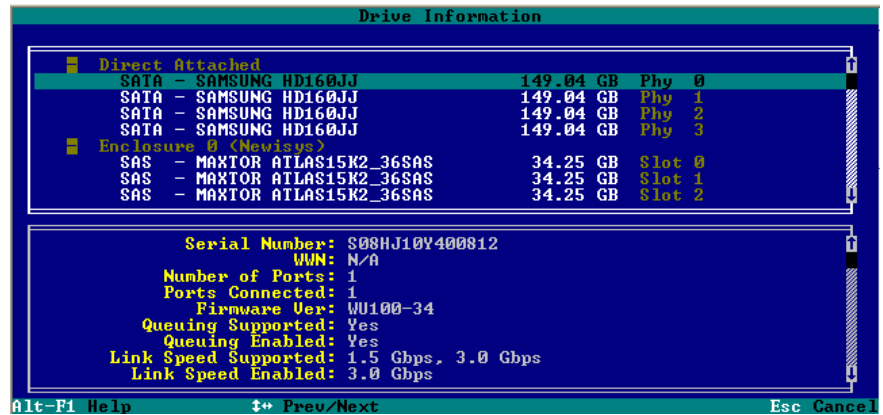 Drive Information
- Direct Attached
SATA - SAMSUNG HD160JJ 149.04 GB Phy 0
SATA - SAMSUNG HD160JJ 149.04 GB Phy 1
SATA - SAMSUNG HD160JJ 149.04 GB Phy 2
SATA - SAMSUNG HD160JJ 149.04 GB Phy 3
- Enclosure 0 (Newisys)
SAS - MAXTOR ATLAS15K2_36SAS 34.25 GB Slot 0
SAS - MAXTOR ATLAS15K2_36SAS 34.25 GB Slot 1
SAS - MAXTOR ATLAS15K2_36SAS 34.25 GB Slot 2
Serial Number: S08HJ10Y400812
WWN: N/A
Number of Ports: 1
Ports Connected: 1
Firmware Ver: WU100-34
Queuing Supported: Yes
Queuing Enabled: Yes
Link Speed Supported: 1.5 Gbps, 3.0 Gbps
Link Speed Enabled: 3.0 Gbps
Alt-F1 Help ↕↔ Prev/Next Esc Cancel